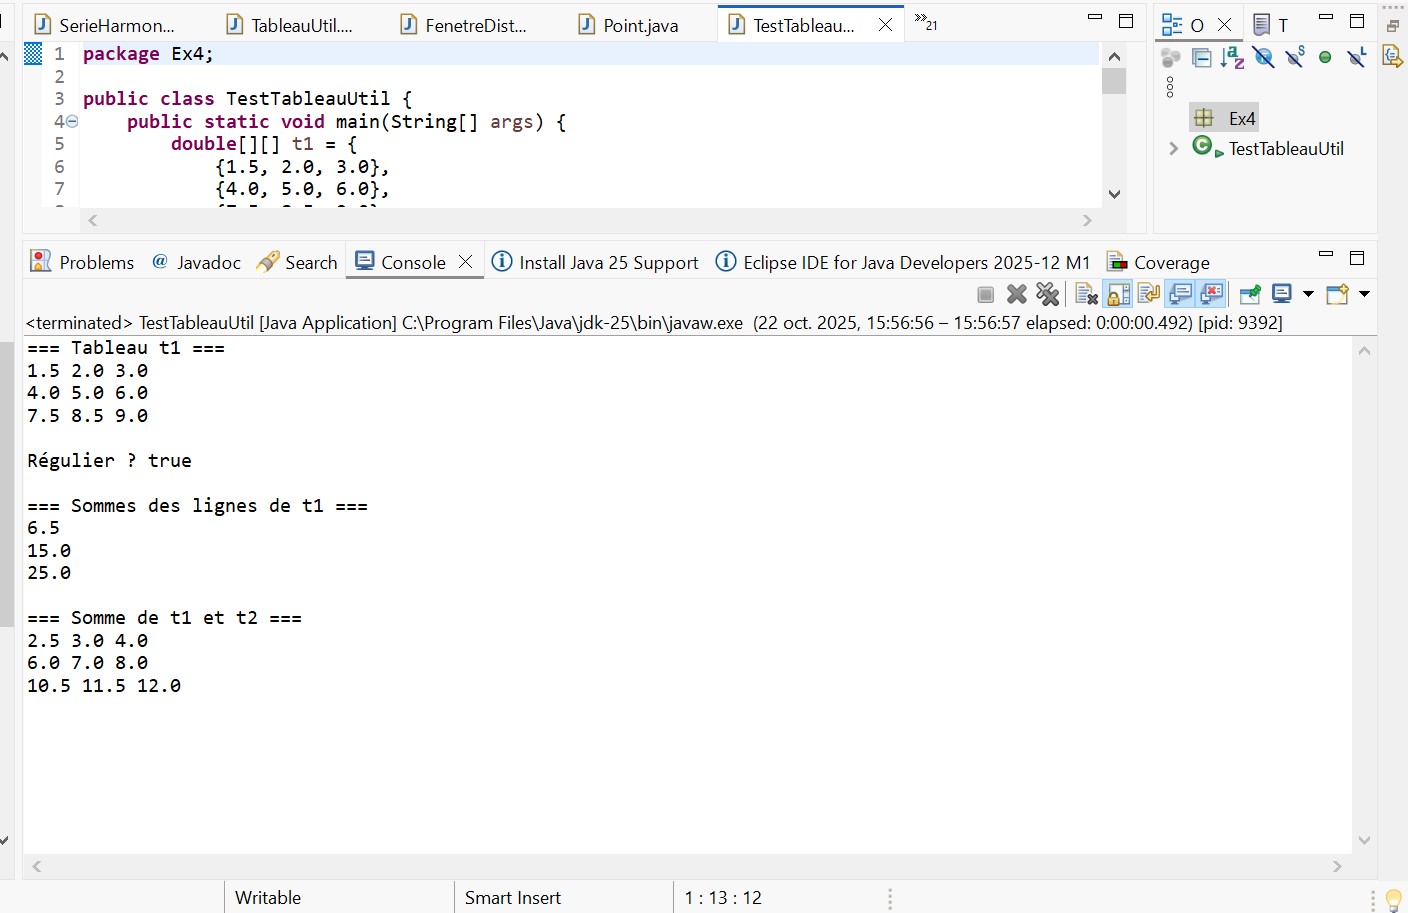 SerieHarmon...
TableauUtil....
FenetreDist...
Point.java
TestTableau...
»21
O
T
1 package Ex4;
2
3 public class TestTableauUtil {
4 public static void main(String[] args) {
5 double[][] t1 = {
6 {1.5, 2.0, 3.0},
7 {4.0, 5.0, 6.0},
Ex4
TestTableauUtil
Problems
Javadoc
Search
Console
Install Java 25 Support
Eclipse IDE for Java Developers 2025-12 M1
Coverage
<terminated> TestTableauUtil [Java Application] C:\Program Files\Java\jdk-25\bin\javaw.exe (22 oct. 2025, 15:56:56 – 15:56:57 elapsed: 0:00:00.492) [pid: 9392]
=== Tableau t1 ===
1.5 2.0 3.0
4.0 5.0 6.0
7.5 8.5 9.0
Régulier ? true
=== Sommes des lignes de t1 ===
6.5
15.0
25.0
=== Somme de t1 et t2 ===
2.5 3.0 4.0
6.0 7.0 8.0
10.5 11.5 12.0
Writable
Smart Insert
1 : 13 : 12